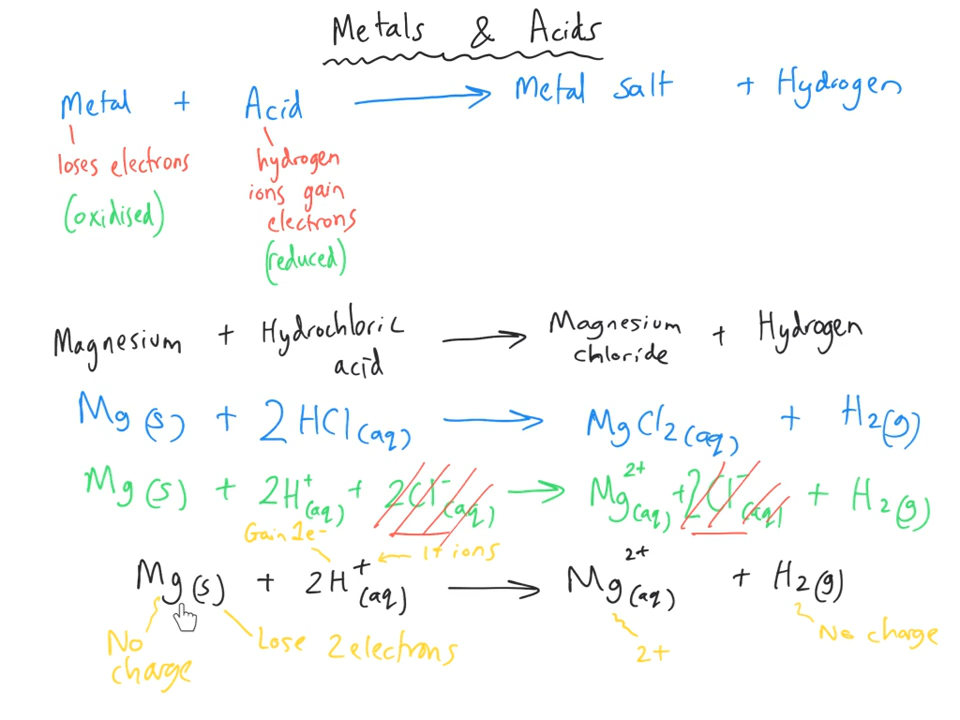 Metals & Acids
Metal + Acid → Metal salt + Hydrogen
loses electrons
(oxidised)
hydrogen
ions gain
electrons
(reduced)
Magnesium + Hydrochloric acid → Magnesium chloride + Hydrogen
Mg(s) + 2HCl(aq) → MgCl2(aq) + H2(g)
Mg(s) + 2H+(aq) + 2Cl-(aq) → Mg2+(aq) + 2Cl-(aq) + H2(g)
Gain 1e-
← 1+ ions
Mg(s) + 2H+(aq) → Mg2+(aq) + H2(g)
No
charge
Lose 2 electrons
2+
No charge